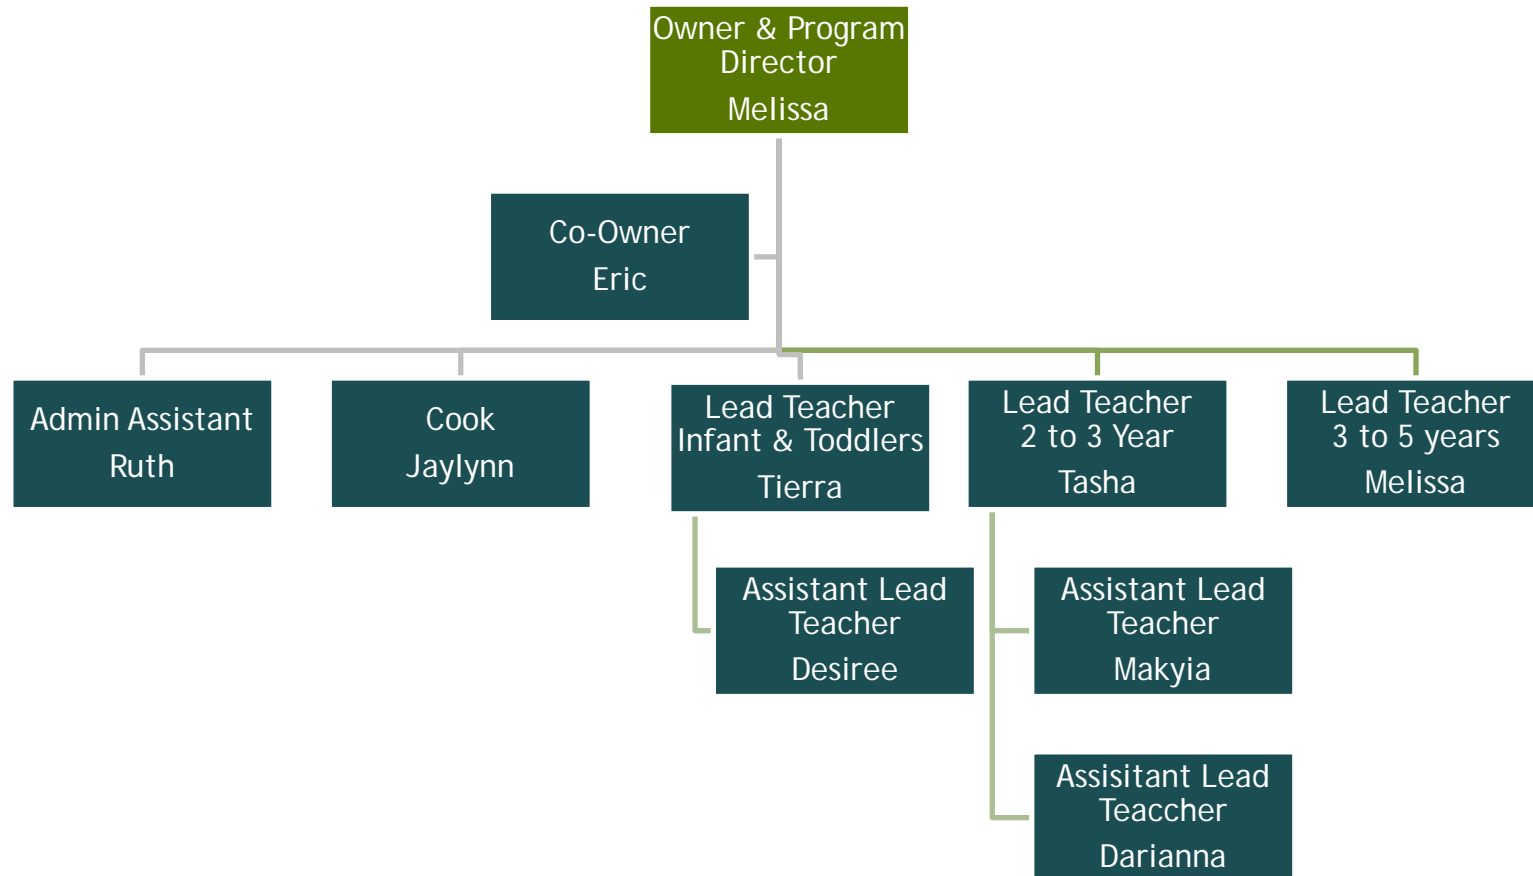 Owner & Program
Director
Melissa
Co-Owner
Eric
Admin Assistant
Ruth
Cook
Jaylynn
Lead Teacher
Infant & Toddlers
Tierra
Lead Teacher
2 to 3 Year
Tasha
Lead Teacher
3 to 5 years
Melissa
Assistant Lead
Teacher
Desiree
Assistant Lead
Teacher
Makyia
Assisitant Lead
Teaccher
Darianna